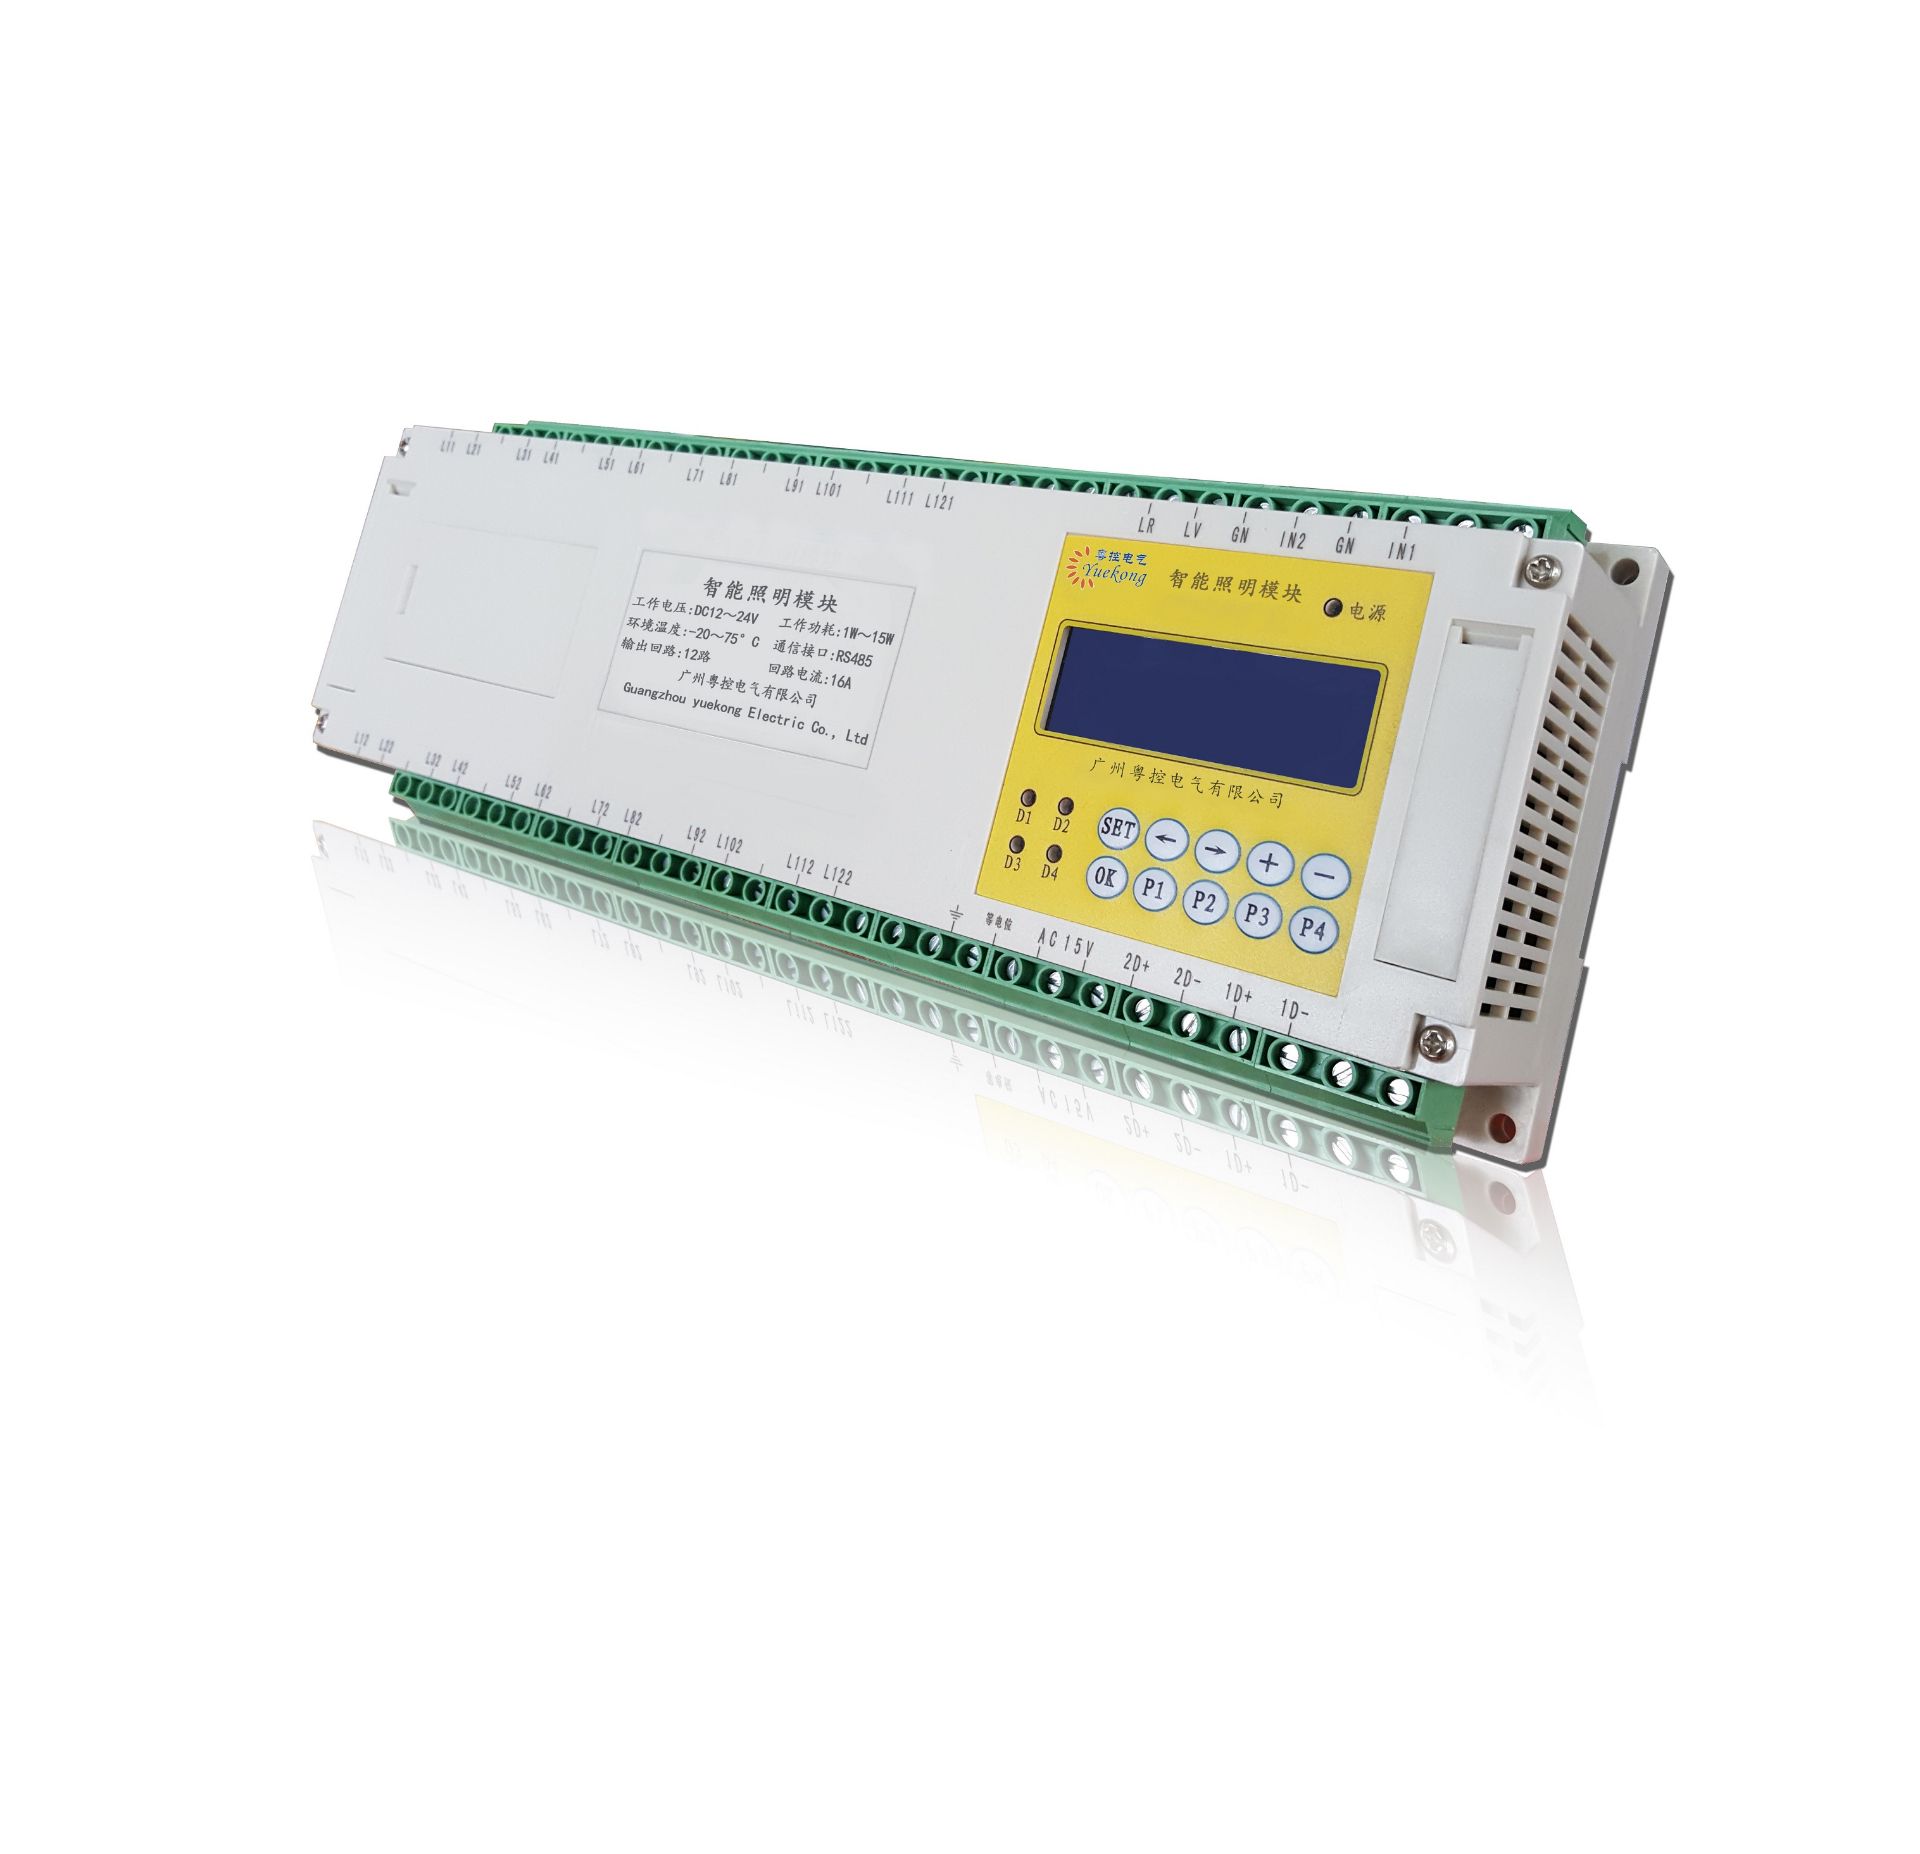 L11 L21 L31 L41 L51 L61 L71 L81 L91 L101 L111 L121
LR LV GN IN2 GN IN1
智能照明模块
工作电压:DC12～24V 工作功耗:1W～15W
环境温度:-20～75°C 通信接口:RS485
输出回路:12路 回路电流:16A
广州粤控电气有限公司
Guangzhou yuekong Electric Co., Ltd
粤控电气
Yuekong
智能照明模块
电源
广州粤控电气有限公司
D1 D2
D3 D4
SET ← → + −
OK P1 P2 P3 P4
L12 L22 L32 L42 L52 L62 L72 L82 L92 L102 L112 L122
等电位 AC15V 2D+ 2D- 1D+ 1D-